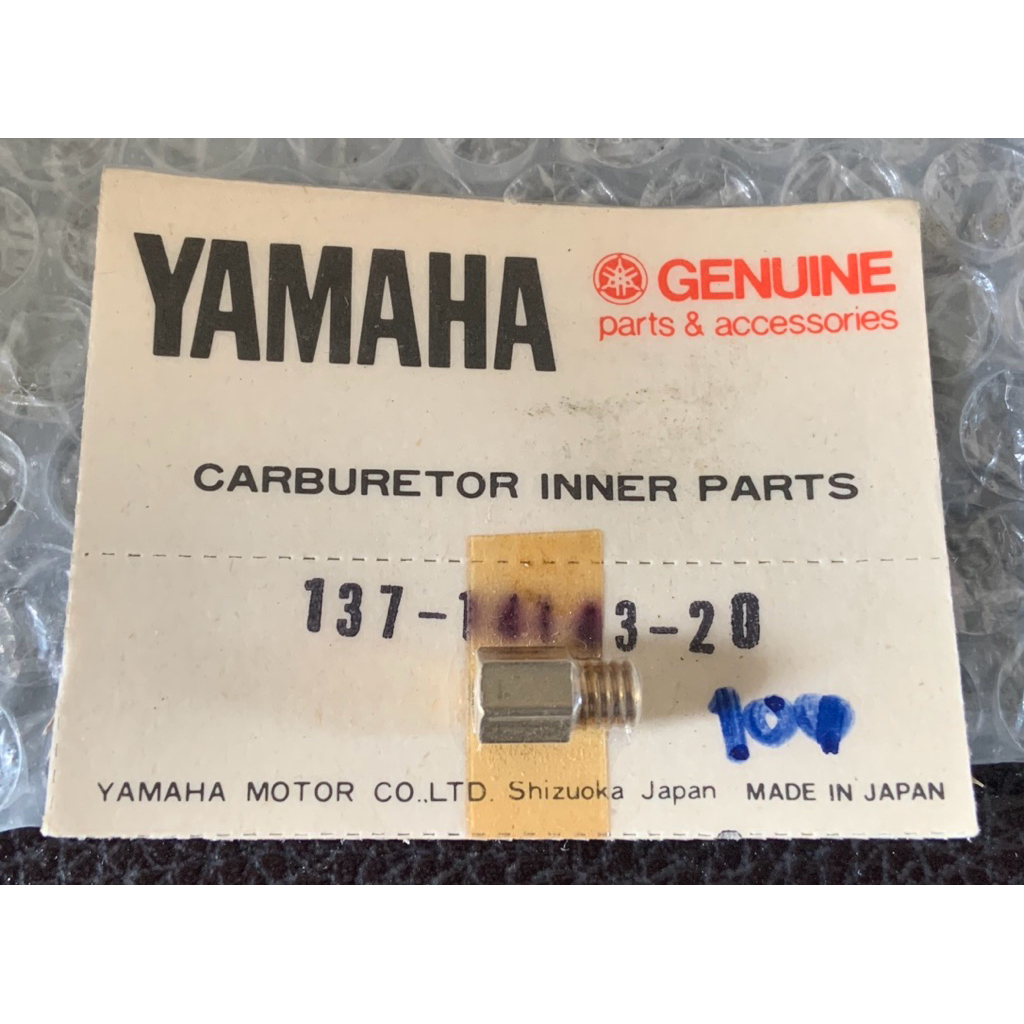 YAMAHA
GENUINE
parts & accessories
CARBURETOR INNER PARTS
137-14143-20
100
YAMAHA MOTOR CO.,LTD. Shizuoka Japan MADE IN JAPAN